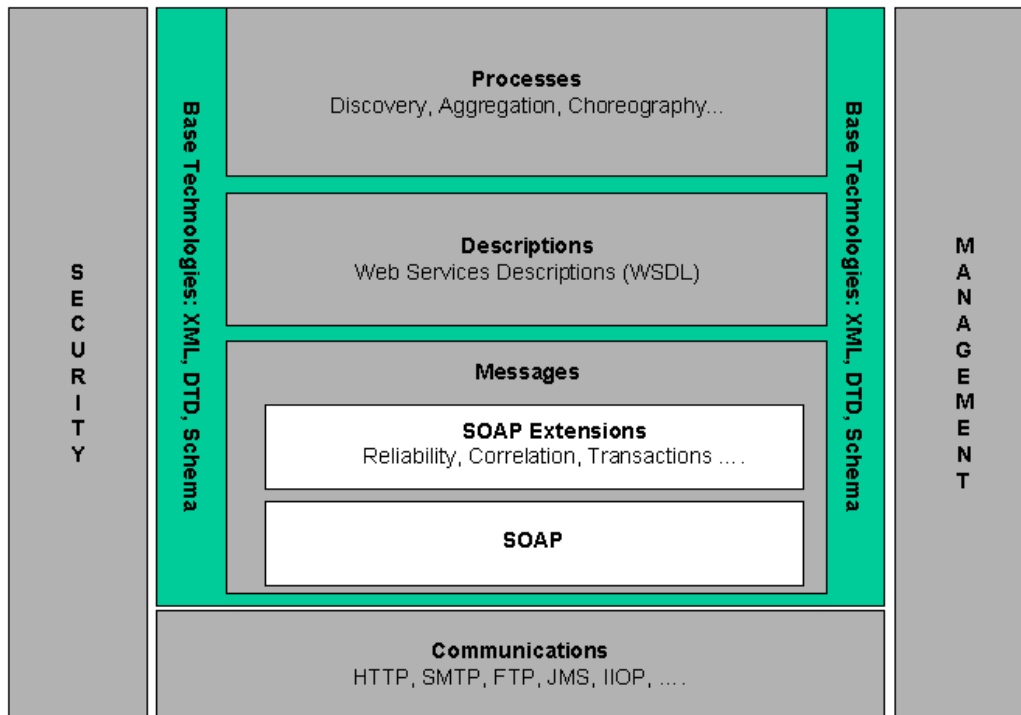 SECURITY
Base Technologies: XML, DTD, Schema
Processes
Discovery, Aggregation, Choreography...
Descriptions
Web Services Descriptions (WSDL)
Messages
SOAP Extensions
Reliability, Correlation, Transactions ....
SOAP
Base Technologies: XML, DTD, Schema
MANAGEMENT
Communications
HTTP, SMTP, FTP, JMS, IIOP, ....